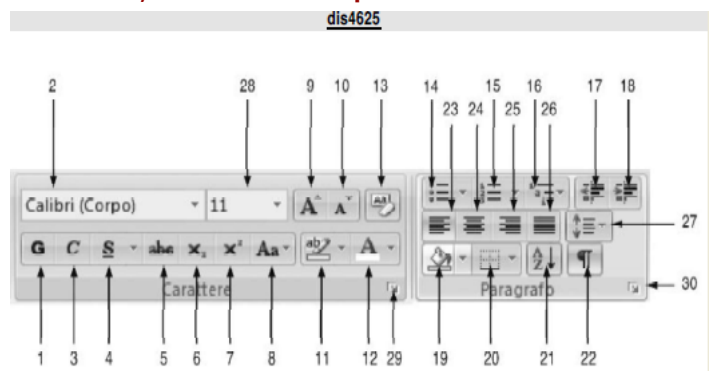 dis4625
2 28 9 10 13 14 15 16 17 18
23 24 25 26
Calibri (Corpo) 11 A A Aa
27
G C S abc x₂ x² Aa ab A A Z ¶
Carattere Paragrafo 30
1 3 4 5 6 7 8 11 12 29 19 20 21 22